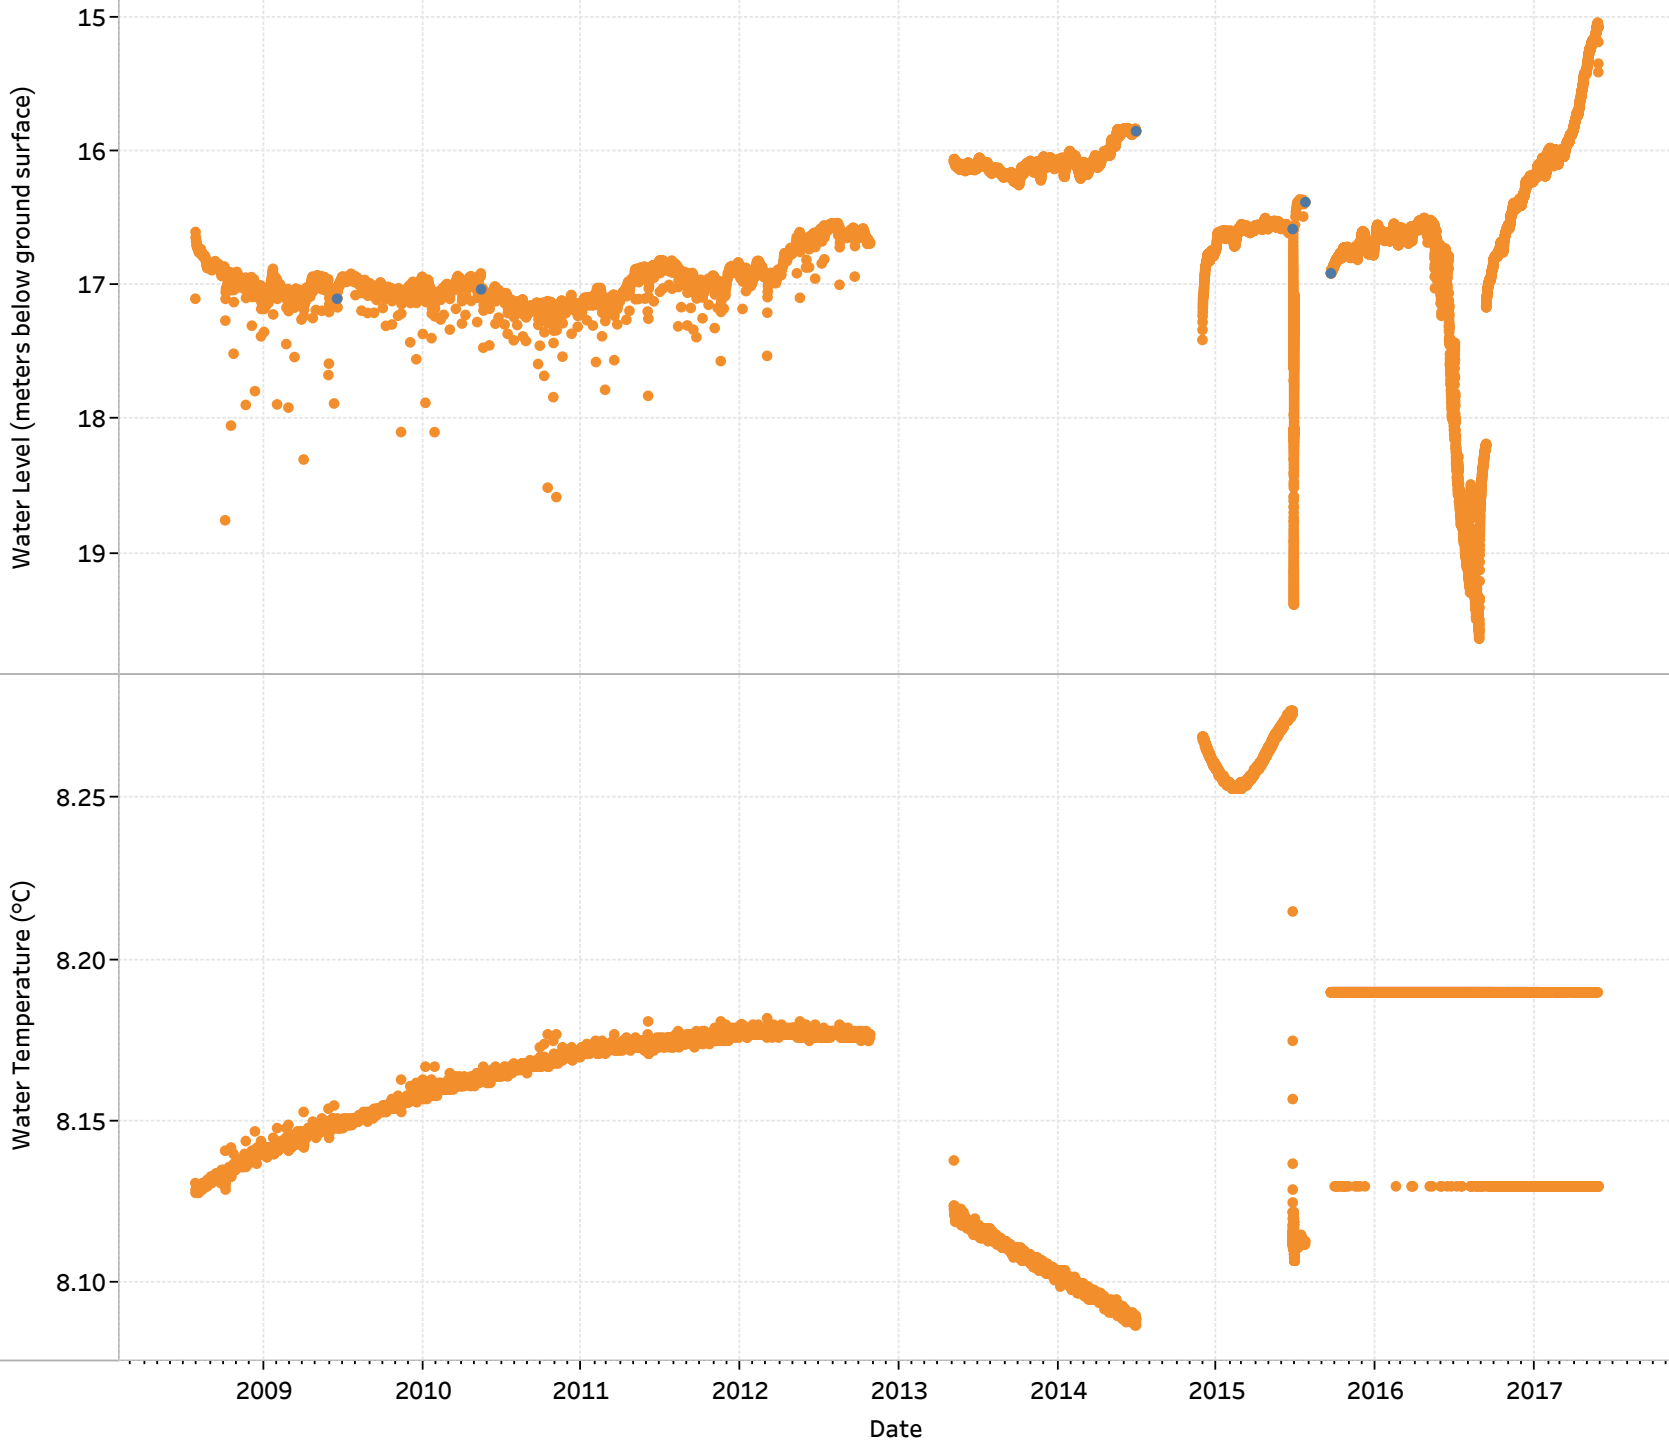 15
16
17
18
19
Water Level (meters below ground surface)
8.25
8.20
8.15
8.10
Water Temperature (°C)
2009 2010 2011 2012 2013 2014 2015 2016 2017
Date